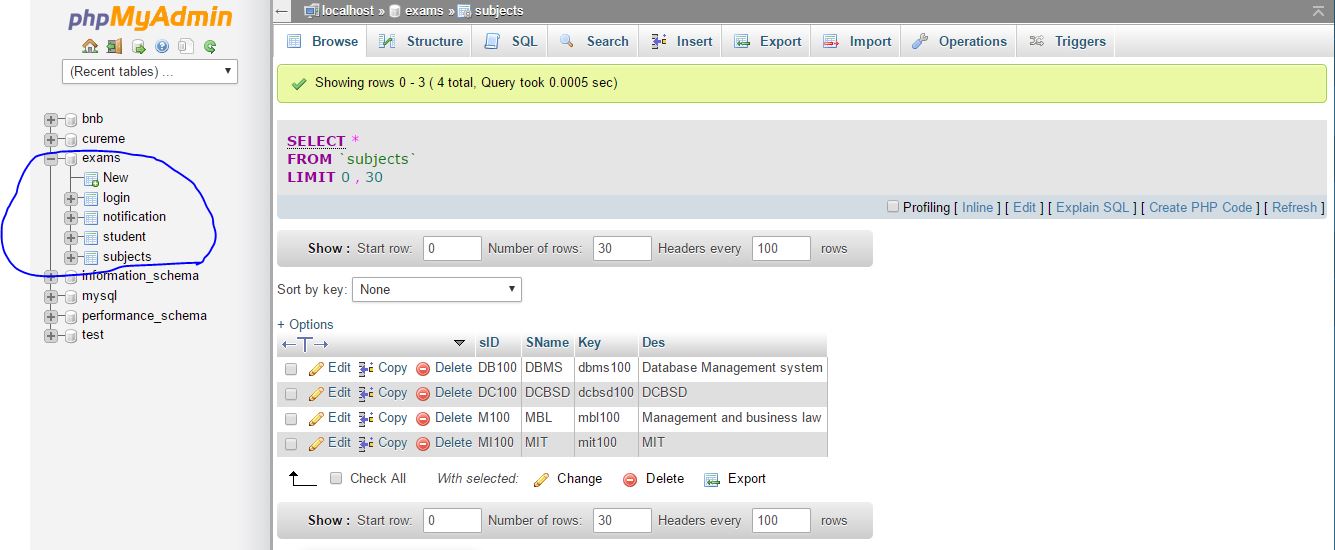 phpMyAdmin
(Recent tables) ...
bnb
cureme
exams
New
login
notification
student
subjects
information_schema
mysql
performance_schema
test
localhost » exams » subjects
Browse Structure SQL Search Insert Export Import Operations Triggers
Showing rows 0 - 3 ( 4 total, Query took 0.0005 sec)
SELECT *
FROM `subjects`
LIMIT 0 , 30
Profiling [ Inline ] [ Edit ] [ Explain SQL ] [ Create PHP Code ] [ Refresh ]
Show : Start row: 0 Number of rows: 30 Headers every 100 rows
Sort by key: None
+ Options
sID SName Key Des
Edit Copy Delete DB100 DBMS dbms100 Database Management system
Edit Copy Delete DC100 DCBSD dcbsd100 DCBSD
Edit Copy Delete M100 MBL mbl100 Management and business law
Edit Copy Delete MI100 MIT mit100 MIT
Check All With selected: Change Delete Export
Show : Start row: 0 Number of rows: 30 Headers every 100 rows